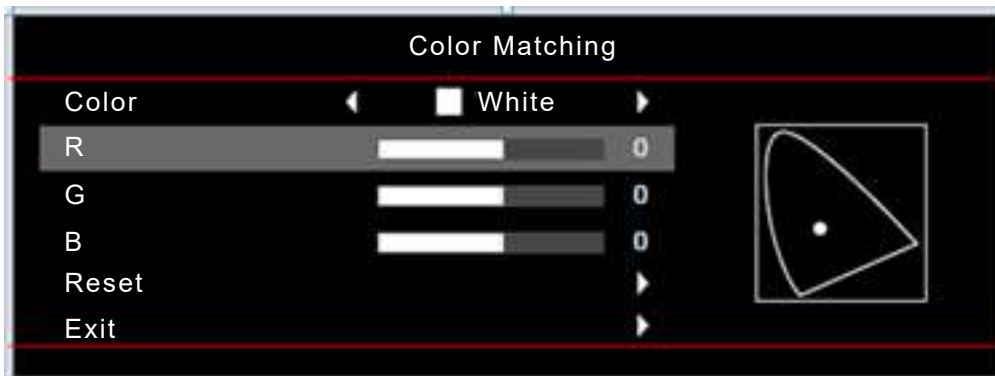 Color Matching
Color White
R 0
G 0
B 0
Reset
Exit